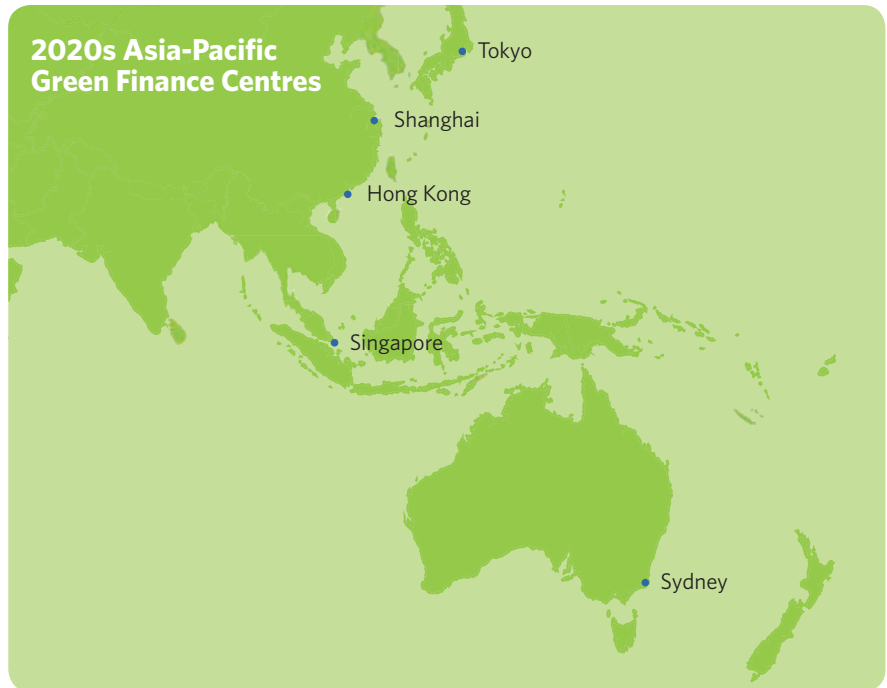 2020s Asia-Pacific
Green Finance Centres
Tokyo
Shanghai
Hong Kong
Singapore
Sydney